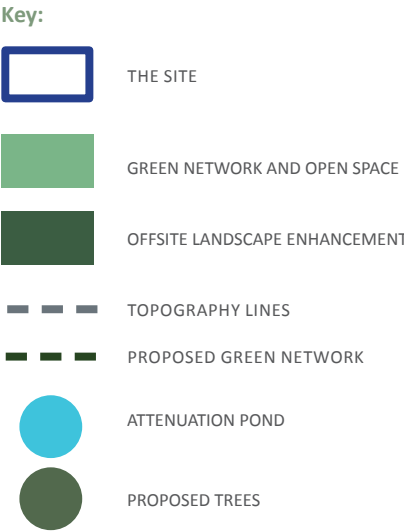 Key:
THE SITE
GREEN NETWORK AND OPEN SPACE
OFFSITE LANDSCAPE ENHANCEMENT
TOPOGRAPHY LINES
PROPOSED GREEN NETWORK
ATTENUATION POND
PROPOSED TREES